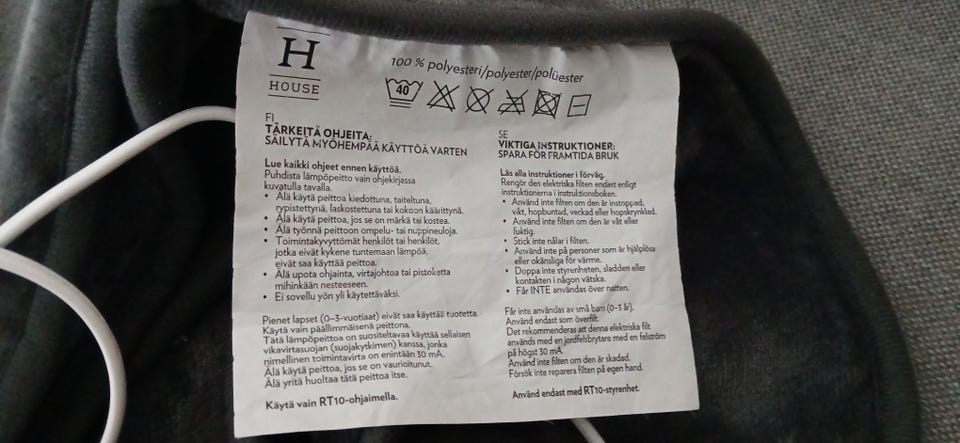 H
HOUSE
100 % polyesteri/polyester/polüester
40
FI_
TÄRKEITÄ OHJEITA:
SÄILYTÄ MYÖHEMPÄÄ KÄYTTÖÄ VARTEN
Lue kaikki ohjeet ennen käyttöä.
Puhdista lämpöpeitto vain ohjekirjassa
kuvatulla tavalla.
• Älä käytä peittoa kiedottuna, taiteltuna,
rypistettynä, laskostettuna tai kokoon käärittynä.
• Älä käytä peittoa, jos se on märkä tai kostea.
• Älä työnnä peittoon ompelu- tai nuppineuloja.
• Toimintakyvyttömät henkilöt tai henkilöt,
jotka eivät kykene tuntemaan lämpöä,
eivät saa käyttää peittoa.
• Älä upota ohjainta, virtajohtoa tai pistoketta
mihinkään nesteeseen.
• Ei sovellu yön yli käytettäväksi.
Pienet lapset (0–3-vuotiaat) eivät saa käyttää tuotetta.
Käytä vain päällimmäisenä peittona.
Tätä lämpöpeittoa on suositeltavaa käyttää sellaisen
vikavirtasuojan (suojakytkimen) kanssa, jonka
nimellinen toimintavirta on enintään 30 mA.
Älä käytä peittoa, jos se on vaurioitunut.
Älä yritä huoltaa tätä peittoa itse.
Käytä vain RT10-ohjaimella.
SE
VIKTIGA INSTRUKTIONER:
SPARA FÖR FRAMTIDA BRUK
Läs alla instruktioner i förväg.
Rengör den elektriska filten endast enligt
instruktionerna i instruktionsboken.
• Använd inte filten om den är instoppad,
vikt, hopbuntad, veckad eller hopskrynklad.
• Använd inte filten om den är våt eller
fuktig.
• Stick inte nålar i filten.
• Använd inte på personer som är hjälplösa
eller okänsliga för värme.
• Doppa inte styrenheten, sladden eller
kontakten i någon vätska.
• Får INTE användas över natten.
Får inte användas av små barn (0–3 år).
Använd endast som överfilt.
Det rekommenderas att denna elektriska filt
används med en jordfelsbrytare med en felström
på högst 30 mA.
Använd inte filten om den är skadad.
Försök inte reparera filten på egen hand.
Använd endast med RT10-styrenhet.